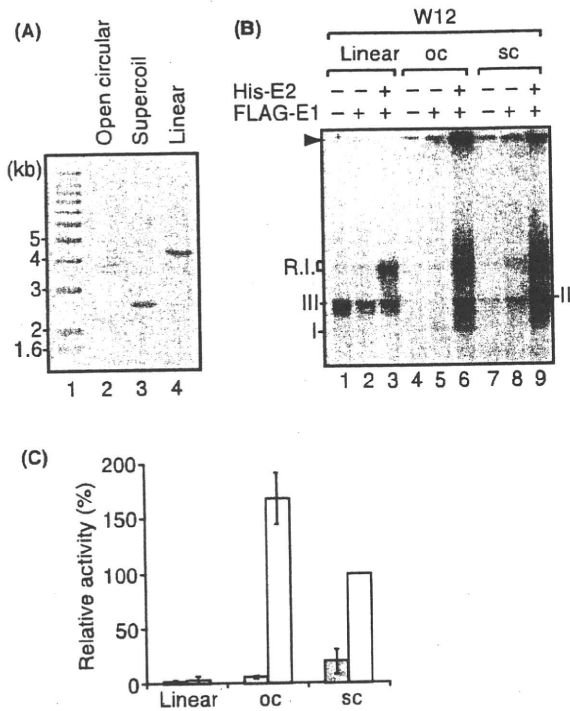 (A)
Open circular
Supercoil
Linear
(kb)
5
4
3
2
1.6
1 2 3 4
(B)
W12
Linear oc sc
His-E2 − − + − − + − − +
FLAG-E1 − + + − + + − + +
R.I.
III
II
I
1 2 3 4 5 6 7 8 9
(C)
Relative activity (%)
200
150
100
50
0
Linear oc sc